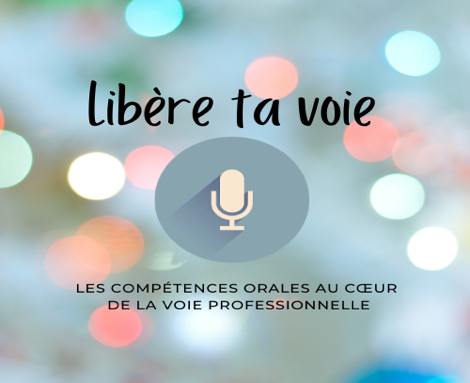 Libère ta voie
LES COMPÉTENCES ORALES AU CŒUR
DE LA VOIE PROFESSIONNELLE